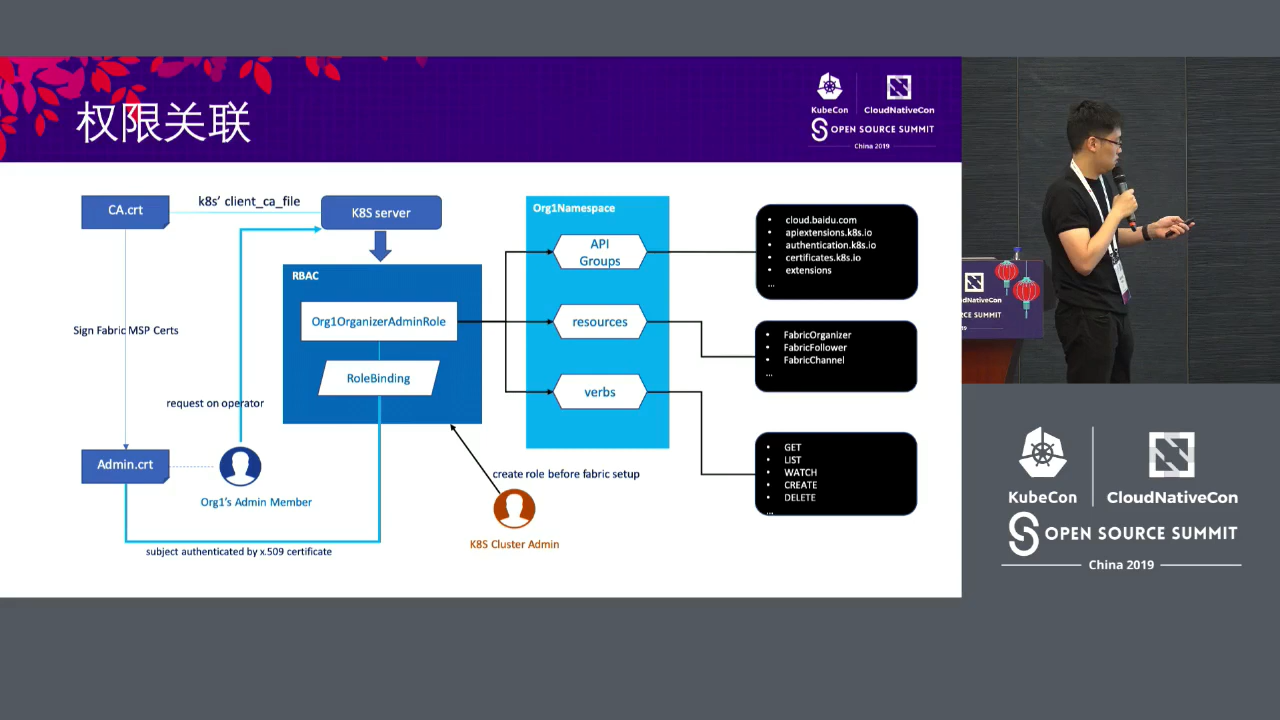 权限关联
KubeCon
CloudNativeCon
OPEN SOURCE SUMMIT
China 2019
CA.crt
k8s' client_ca_file
K8S server
Sign Fabric MSP Certs
request on operator
Admin.crt
Org1's Admin Member
subject authenticated by x.509 certificate
RBAC
Org1OrganizerAdminRole
RoleBinding
create role before fabric setup
K8S Cluster Admin
Org1Namespace
API
Groups
resources
verbs
• cloud.baidu.com
• apiextensions.k8s.io
• authentication.k8s.io
• certificates.k8s.io
• extensions
...
• FabricOrganizer
• FabricFollower
• FabricChannel
...
• GET
• LIST
• WATCH
• CREATE
• DELETE
...
dNativeCon
CE SUMMIT
KubeCon
CloudNativeCon
OPEN SOURCE SUMMIT
China 2019